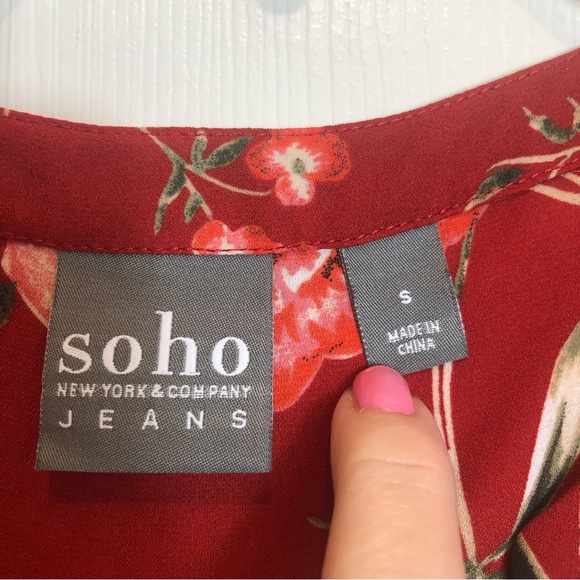 soho
NEW YORK & COMPANY
JEANS
S
MADE IN
CHINA